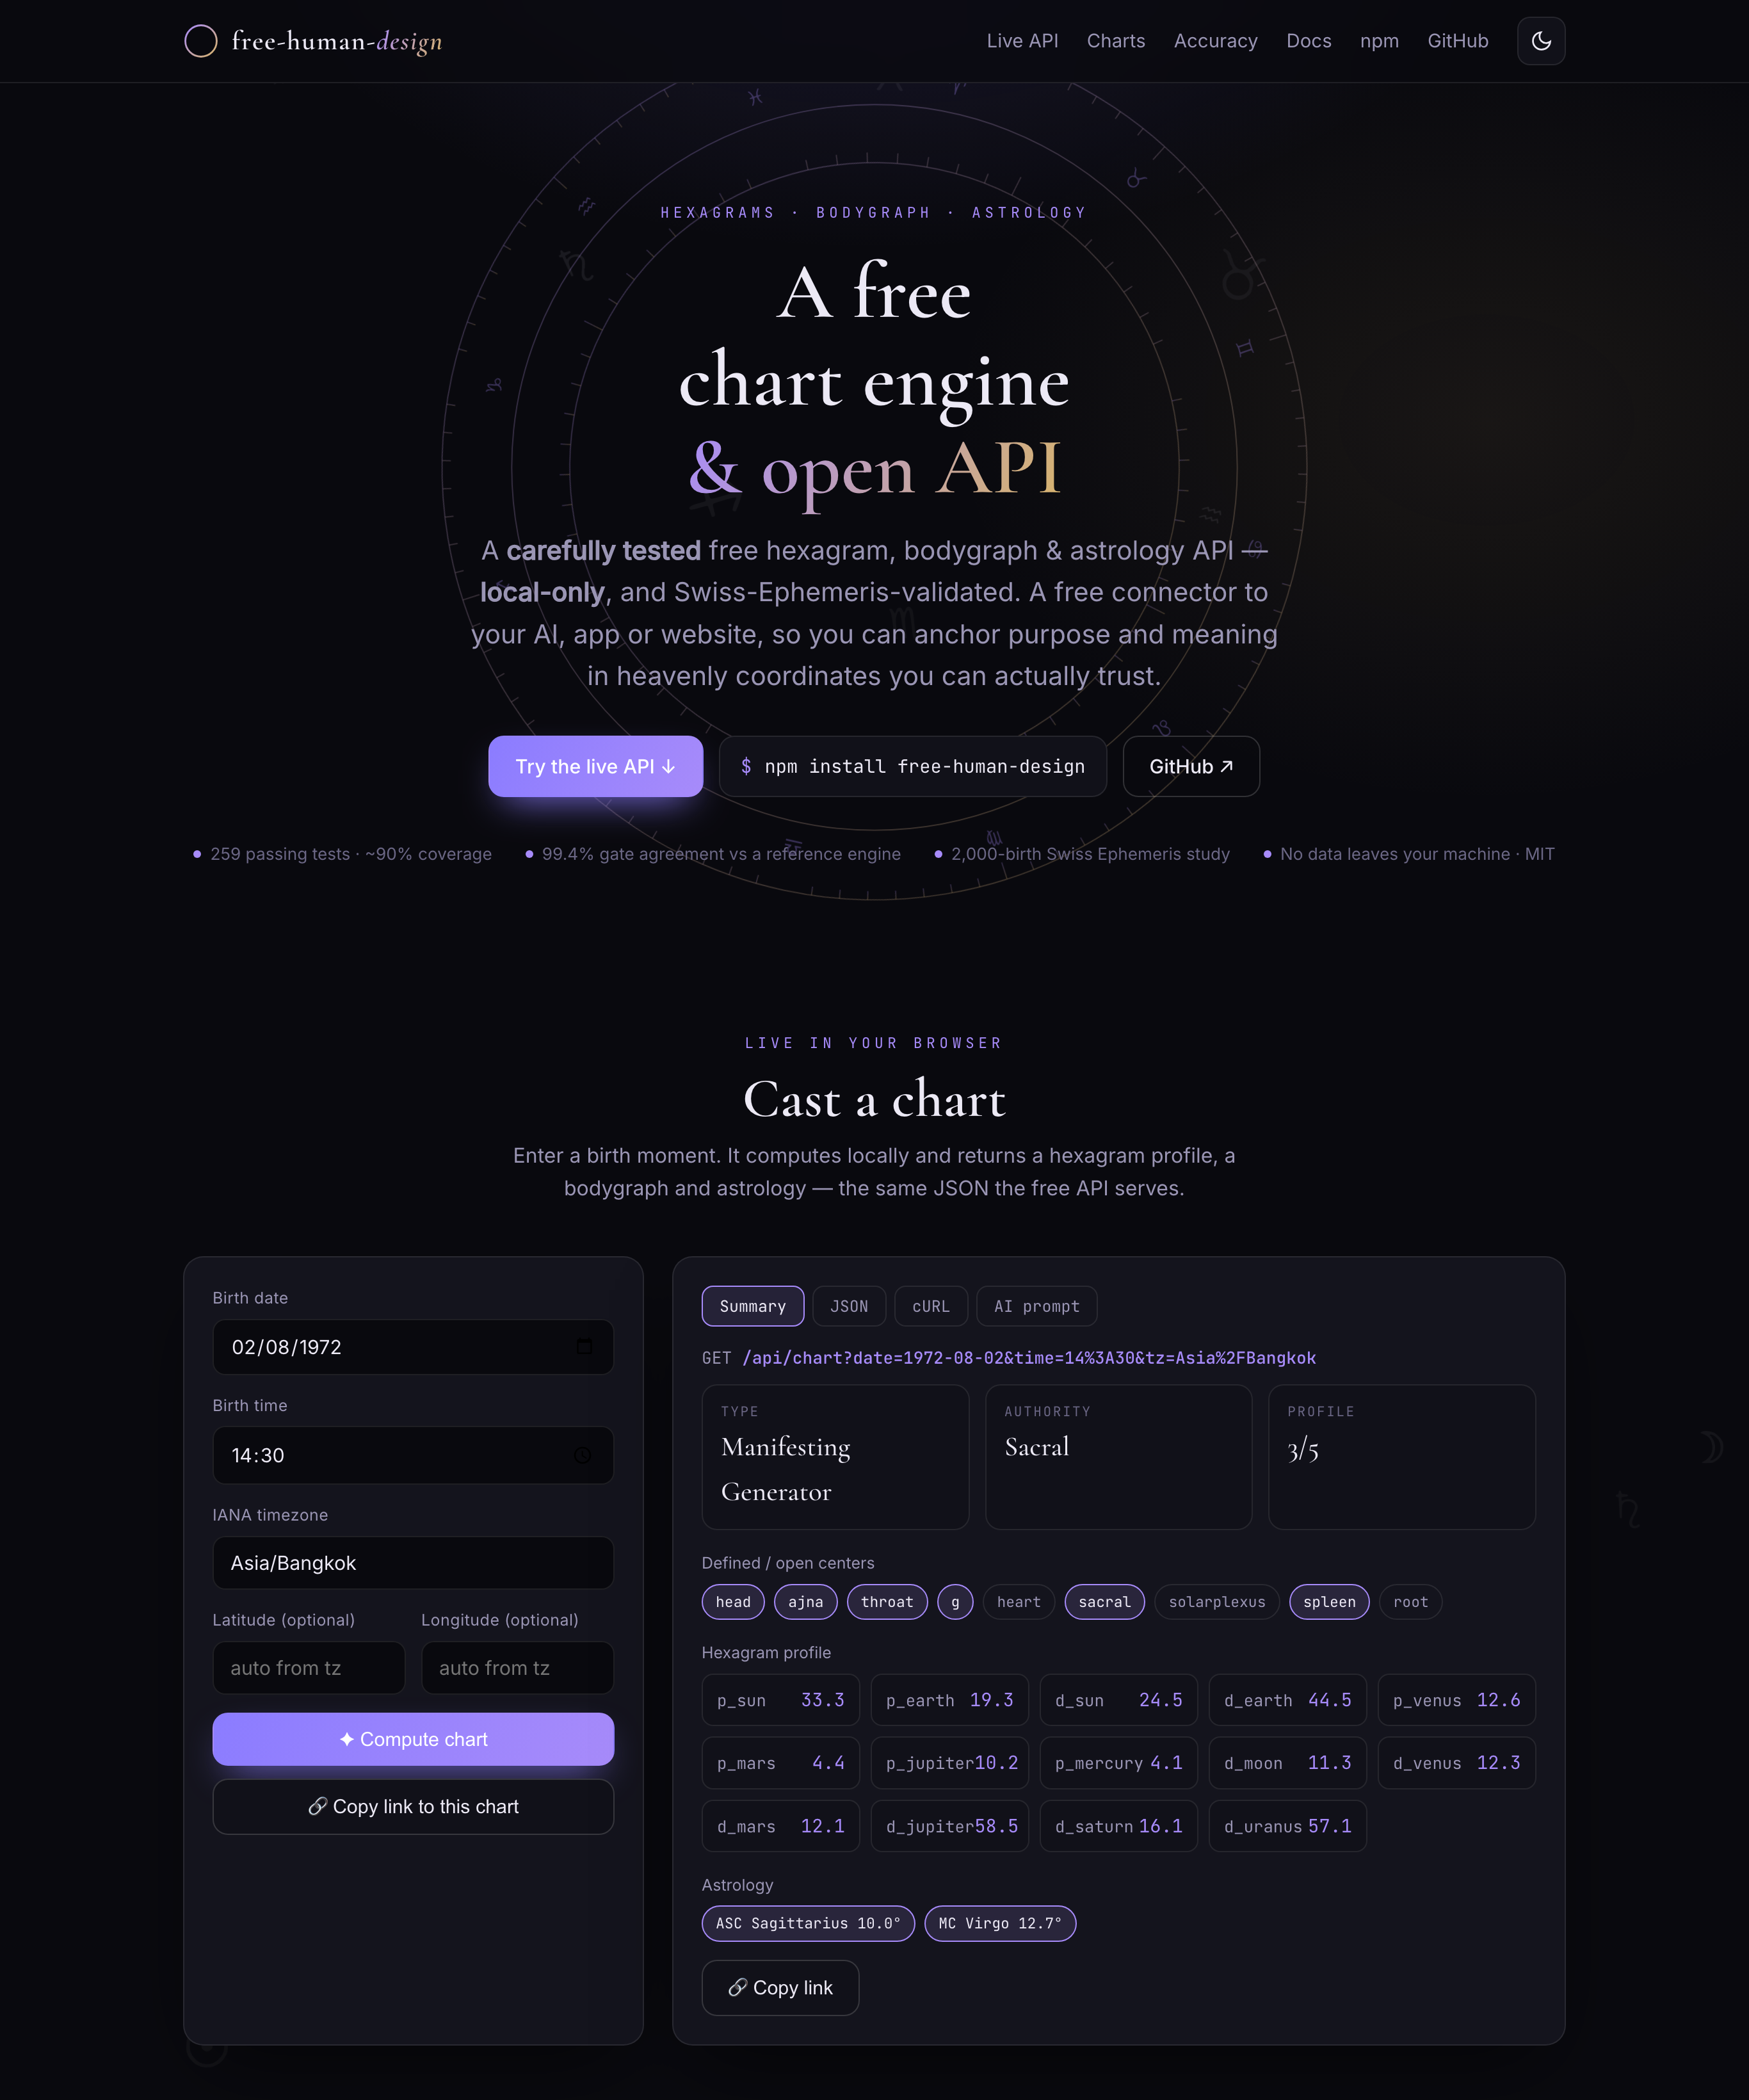 free-human-design
Live API
Charts
Accuracy
Docs
npm
GitHub
HEXAGRAMS · BODYGRAPH · ASTROLOGY
A free
chart engine
& open API
A carefully tested free hexagram, bodygraph & astrology API —
local-only, and Swiss-Ephemeris-validated. A free connector to
your AI, app or website, so you can anchor purpose and meaning
in heavenly coordinates you can actually trust.
Try the live API ↓
$ npm install free-human-design
GitHub ↗
259 passing tests · ~90% coverage
99.4% gate agreement vs a reference engine
2,000-birth Swiss Ephemeris study
No data leaves your machine · MIT
LIVE IN YOUR BROWSER
Cast a chart
Enter a birth moment. It computes locally and returns a hexagram profile, a
bodygraph and astrology — the same JSON the free API serves.
Birth date
02/08/1972
Birth time
14:30
IANA timezone
Asia/Bangkok
Latitude (optional)
Longitude (optional)
auto from tz
auto from tz
✦ Compute chart
🔗 Copy link to this chart
Summary
JSON
cURL
AI prompt
GET /api/chart?date=1972-08-02&time=14%3A30&tz=Asia%2FBangkok
TYPE
Manifesting
Generator
AUTHORITY
Sacral
PROFILE
3/5
Defined / open centers
head
ajna
throat
g
heart
sacral
solarplexus
spleen
root
Hexagram profile
p_sun 33.3
p_earth 19.3
d_sun 24.5
d_earth 44.5
p_venus 12.6
p_mars 4.4
p_jupiter 10.2
p_mercury 4.1
d_moon 11.3
d_venus 12.3
d_mars 12.1
d_jupiter 58.5
d_saturn 16.1
d_uranus 57.1
Astrology
ASC Sagittarius 10.0°
MC Virgo 12.7°
🔗 Copy link